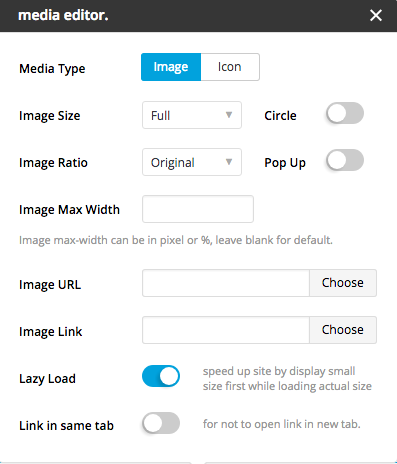 media editor.
Media Type Image Icon
Image Size Full Circle
Image Ratio Original Pop Up
Image Max Width
Image max-width can be in pixel or %, leave blank for default.
Image URL Choose
Image Link Choose
Lazy Load speed up site by display small
size first while loading actual size
Link in same tab for not to open link in new tab.